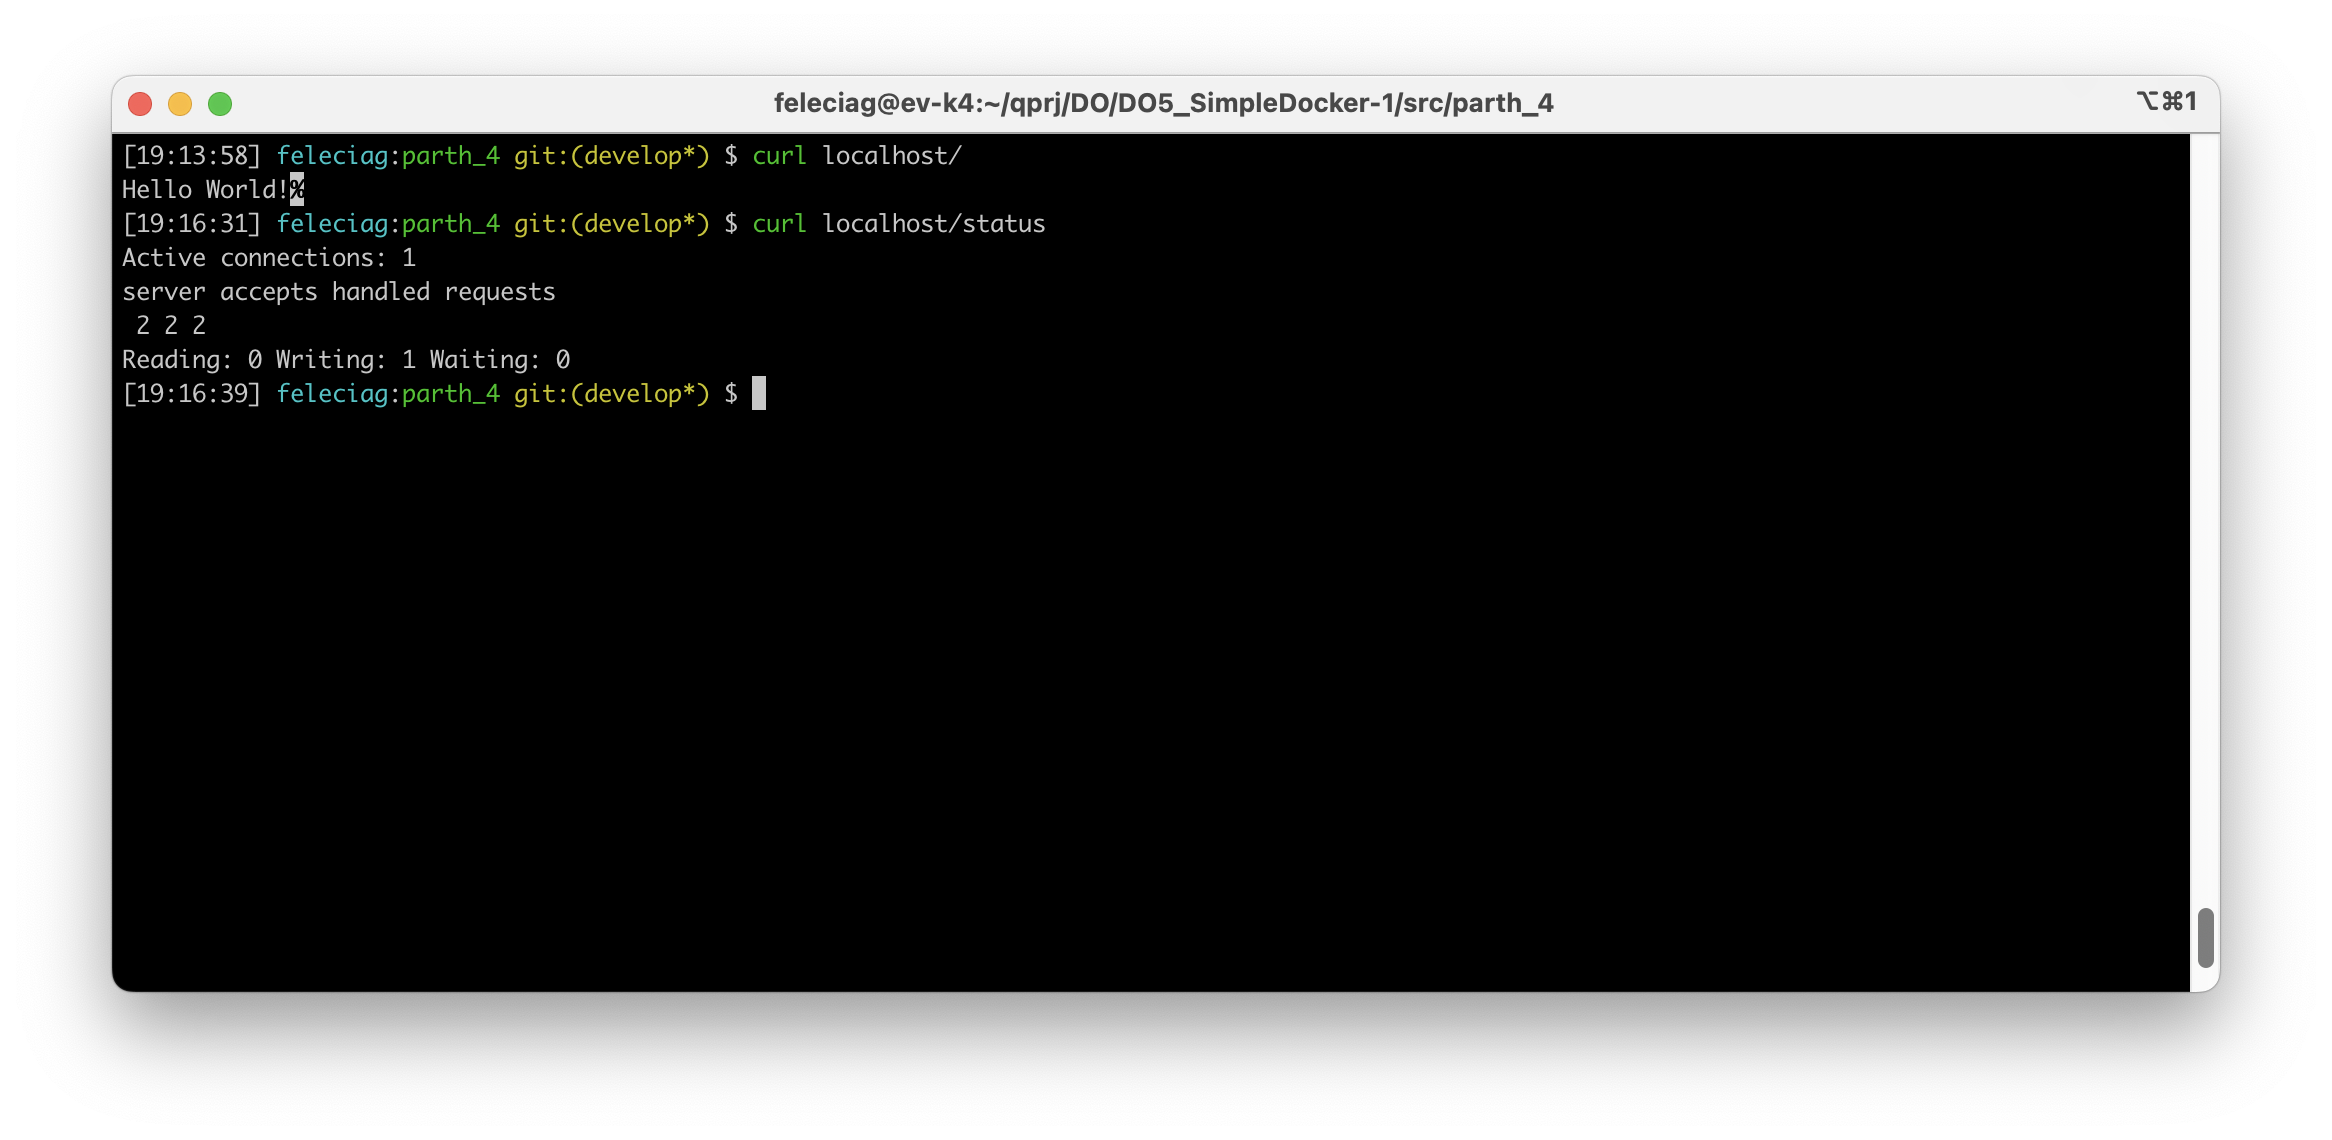 feleciag@ev-k4:~/qprj/DO/DO5_SimpleDocker-1/src/parth_4
⌥⌘1
[19:13:58] feleciag:parth_4 git:(develop*) $ curl localhost/
Hello World!%
[19:16:31] feleciag:parth_4 git:(develop*) $ curl localhost/status
Active connections: 1
server accepts handled requests
 2 2 2
Reading: 0 Writing: 1 Waiting: 0
[19:16:39] feleciag:parth_4 git:(develop*) $